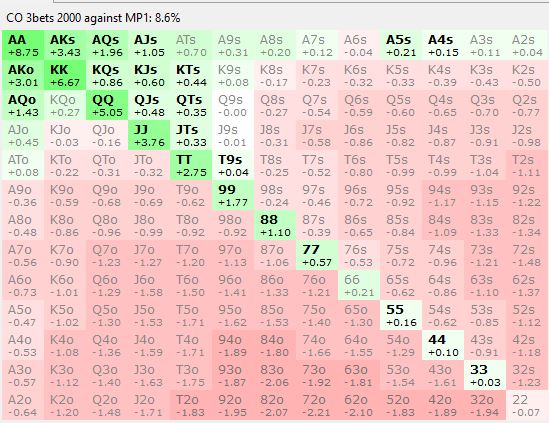 CO 3bets 2000 against MP1: 8.6%
AA AKs AQs AJs ATs A9s A8s A7s A6s A5s A4s A3s A2s
+8.75 +3.43 +1.96 +1.05 +0.70 +0.31 +0.20 +0.12 -0.04 +0.21 +0.15 +0.11 +0.04
AKo KK KQs KJs KTs K9s K8s K7s K6s K5s K4s K3s K2s
+3.01 +6.67 +0.86 +0.60 +0.44 +0.08 -0.17 -0.23 -0.32 -0.33 -0.39 -0.43 -0.50
AQo KQo QQ QJs QTs Q9s Q8s Q7s Q6s Q5s Q4s Q3s Q2s
+1.43 +0.27 +5.05 +0.48 +0.35 -0.00 -0.27 -0.54 -0.59 -0.60 -0.65 -0.70 -0.77
AJo KJo QJo JJ JTs J9s J8s J7s J6s J5s J4s J3s J2s
+0.45 -0.03 -0.16 +3.76 +0.33 -0.01 -0.31 -0.58 -0.86 -0.82 -0.87 -0.91 -0.98
ATo KTo QTo JTo TT T9s T8s T7s T6s T5s T4s T3s T2s
+0.08 -0.22 -0.31 -0.32 +2.75 +0.04 -0.25 -0.52 -0.80 -0.99 -0.99 -1.04 -1.11
A9o K9o Q9o J9o T9o 99 98s 97s 96s 95s 94s 93s 92s
-0.36 -0.59 -0.68 -0.69 -0.62 +1.77 -0.24 -0.46 -0.72 -0.92 -1.17 -1.15 -1.22
A8o K8o Q8o J8o T8o 98o 88 87s 86s 85s 84s 83s 82s
-0.48 -0.86 -0.96 -0.99 -0.98 -0.92 +1.10 -0.39 -0.65 -0.84 -1.09 -1.33 -1.34
A7o K7o Q7o J7o T7o 97o 87o 77 76s 75s 74s 73s 72s
-0.56 -0.90 -1.23 -1.27 -1.20 -1.13 -1.06 +0.57 -0.53 -0.72 -0.96 -1.21 -1.48
A6o K6o Q6o J6o T6o 96o 86o 76o 66 65s 64s 63s 62s
-0.73 -1.01 -1.29 -1.58 -1.50 -1.41 -1.33 -1.21 +0.21 -0.62 -0.86 -1.10 -1.37
A5o K5o Q5o J5o T5o 95o 85o 75o 65o 55 54s 53s 52s
-0.47 -1.02 -1.30 -1.53 -1.71 -1.62 -1.53 -1.40 -1.30 +0.16 -0.62 -0.85 -1.12
A4o K4o Q4o J4o T4o 94o 84o 74o 64o 54o 44 43s 42s
-0.53 -1.08 -1.36 -1.59 -1.71 -1.89 -1.80 -1.66 -1.55 -1.29 +0.10 -0.91 -1.18
A3o K3o Q3o J3o T3o 93o 83o 73o 63o 53o 43o 33 32s
-0.57 -1.12 -1.40 -1.63 -1.75 -1.87 -2.06 -1.92 -1.81 -1.54 -1.61 +0.03 -1.23
A2o K2o Q2o J2o T2o 92o 82o 72o 62o 52o 42o 32o 22
-0.64 -1.20 -1.48 -1.71 -1.83 -1.95 -2.07 -2.21 -2.10 -1.83 -1.89 -1.94 -0.07